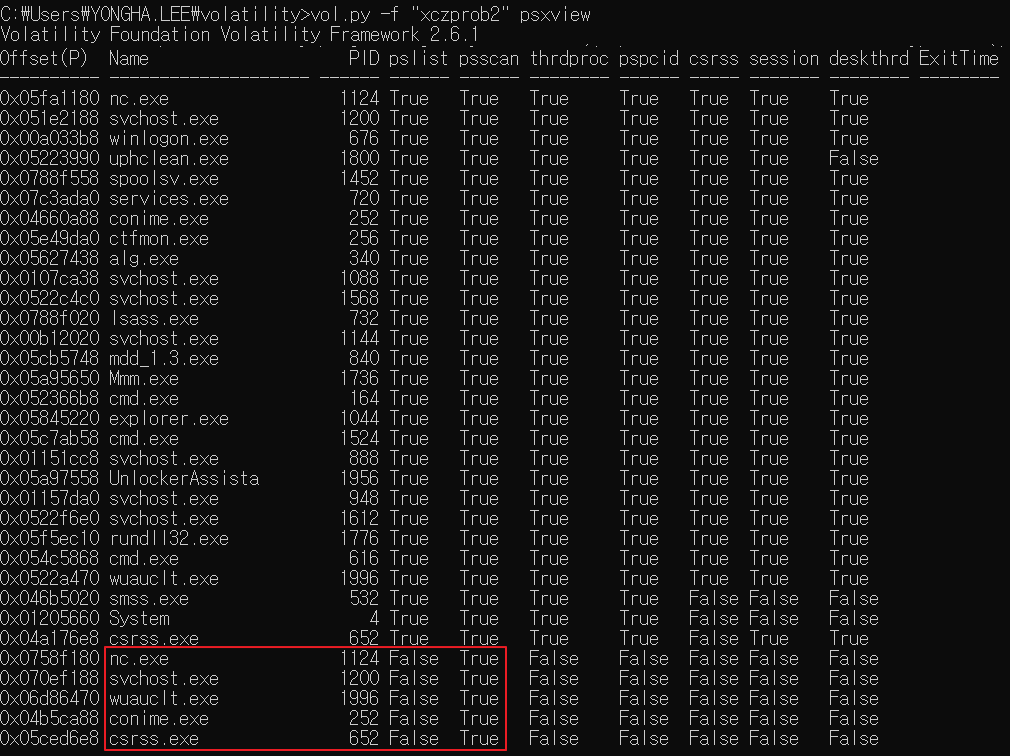 C:\Users\YONGHA.LEE\volatility>vol.py -f "xczprob2" psxview
Volatility Foundation Volatility Framework 2.6.1
Offset(P) Name PID pslist psscan thrdproc pspcid csrss session deskthrd ExitTime
---------- -------------------- ------ ------ ------ -------- ------ ----- ------- -------- --------
0x05fa1180 nc.exe 1124 True True True True True True True
0x051e2188 svchost.exe 1200 True True True True True True True
0x00a033b8 winlogon.exe 676 True True True True True True True
0x05223990 uphclean.exe 1800 True True True True True True False
0x0788f558 spoolsv.exe 1452 True True True True True True True
0x07c3ada0 services.exe 720 True True True True True True True
0x04660a88 conime.exe 252 True True True True True True True
0x05e49da0 ctfmon.exe 256 True True True True True True True
0x05627438 alg.exe 340 True True True True True True True
0x0107ca38 svchost.exe 1088 True True True True True True True
0x0522c4c0 svchost.exe 1568 True True True True True True True
0x0788f020 lsass.exe 732 True True True True True True True
0x00b12020 svchost.exe 1144 True True True True True True True
0x05cb5748 mdd_1.3.exe 840 True True True True True True True
0x05a95650 Mmm.exe 1736 True True True True True True True
0x052366b8 cmd.exe 164 True True True True True True True
0x05845220 explorer.exe 1044 True True True True True True True
0x05c7ab58 cmd.exe 1524 True True True True True True True
0x01151cc8 svchost.exe 888 True True True True True True True
0x05a97558 UnlockerAssista 1956 True True True True True True True
0x01157da0 svchost.exe 948 True True True True True True True
0x0522f6e0 svchost.exe 1612 True True True True True True True
0x05f5ec10 rundll32.exe 1776 True True True True True True True
0x054c5868 cmd.exe 616 True True True True True True True
0x0522a470 wuauclt.exe 1996 True True True True True True True
0x046b5020 smss.exe 532 True True True True False False False
0x01205660 System 4 True True True True False False False
0x04a176e8 csrss.exe 652 True True True True False True True
0x0758f180 nc.exe 1124 False True False False False False False
0x070ef188 svchost.exe 1200 False True False False False False False
0x06d86470 wuauclt.exe 1996 False True False False False False False
0x04b5ca88 conime.exe 252 False True False False False False False
0x05ced6e8 csrss.exe 652 False True False False False False False